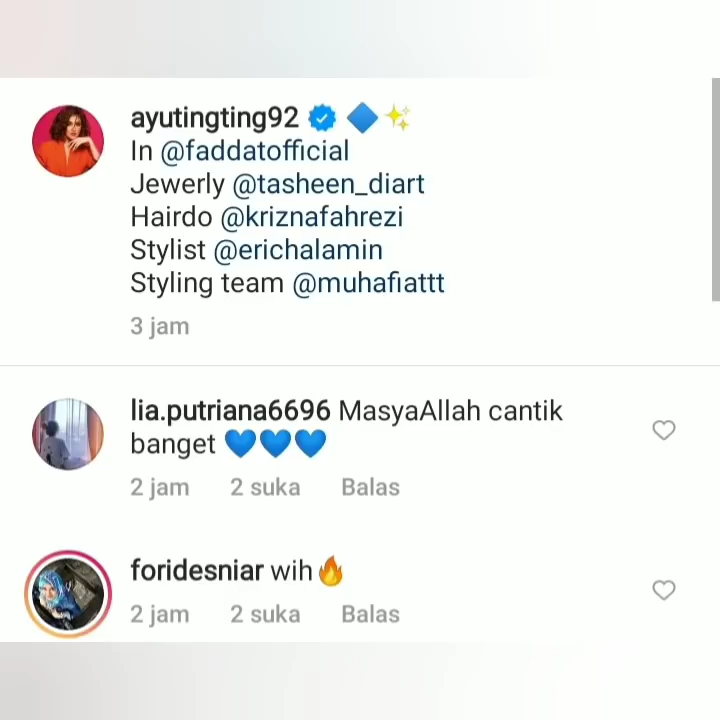 ayutingting92 🔷✨
In @faddatofficial
Jewerly @tasheen_diart
Hairdo @kriznafahrezi
Stylist @erichalamin
Styling team @muhafiattt
3 jam
lia.putriana6696 MasyaAllah cantik
banget 💙💙💙
2 jam 2 suka Balas
foridesniar wih🔥
2 jam 2 suka Balas